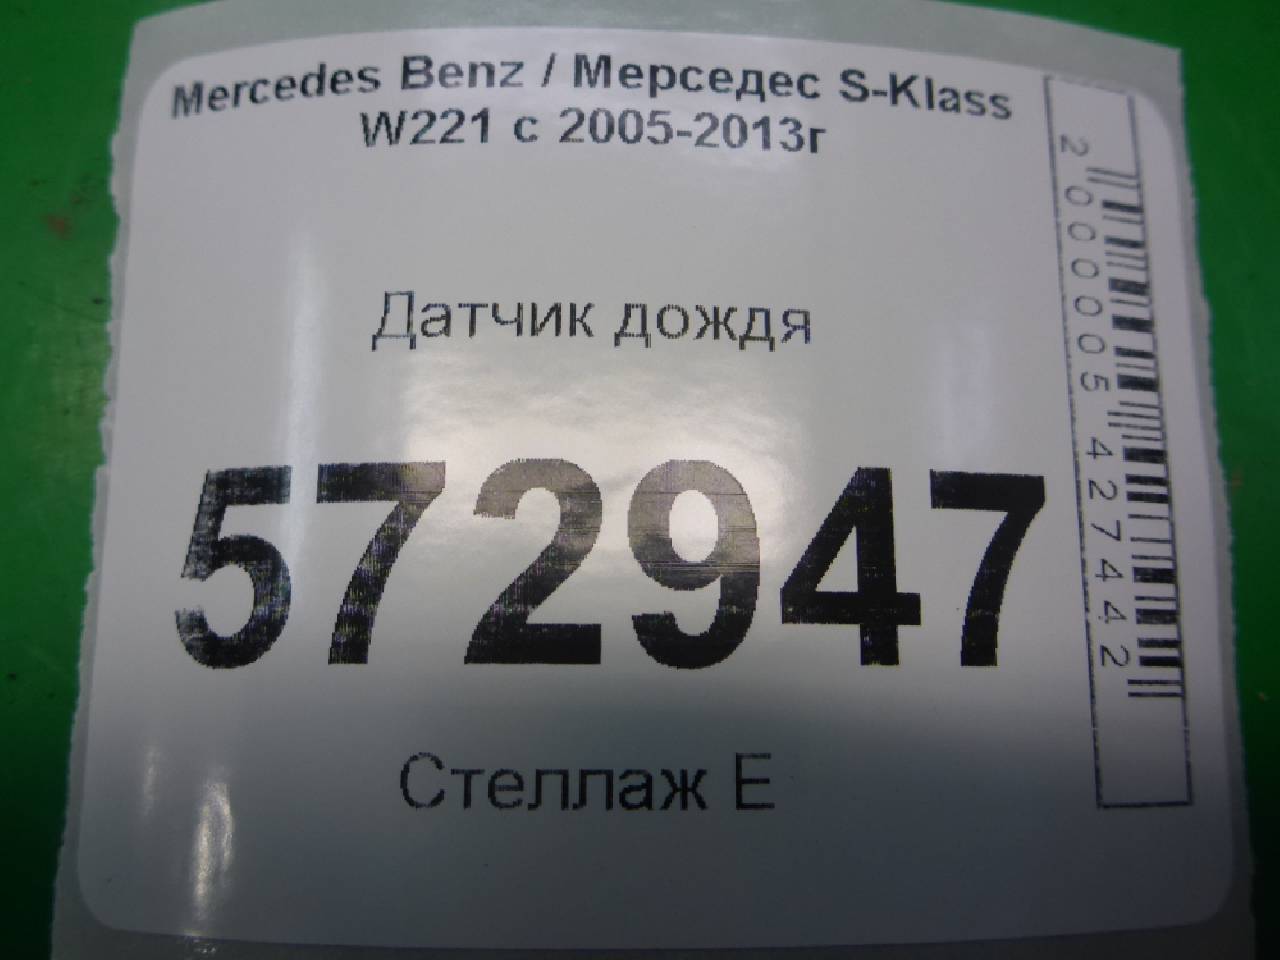 Mercedes Benz / Мерседес S-Klass
W221 с 2005-2013г
Датчик дождя
572947
Стеллаж Е
2000005427442